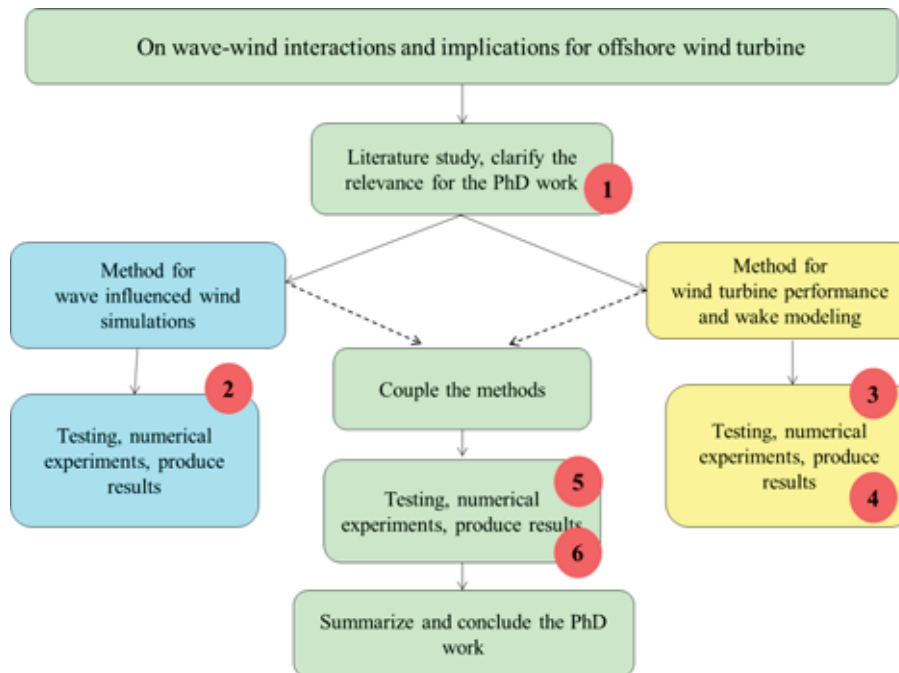 On wave-wind interactions and implications for offshore wind turbine
Literature study, clarify the
relevance for the PhD work
1
Method for
wave influenced wind
simulations
Method for
wind turbine performance
and wake modeling
Couple the methods
2
Testing, numerical
experiments, produce
results
3
Testing, numerical
experiments, produce
results
4
5
Testing, numerical
experiments, produce results
6
Summarize and conclude the PhD
work